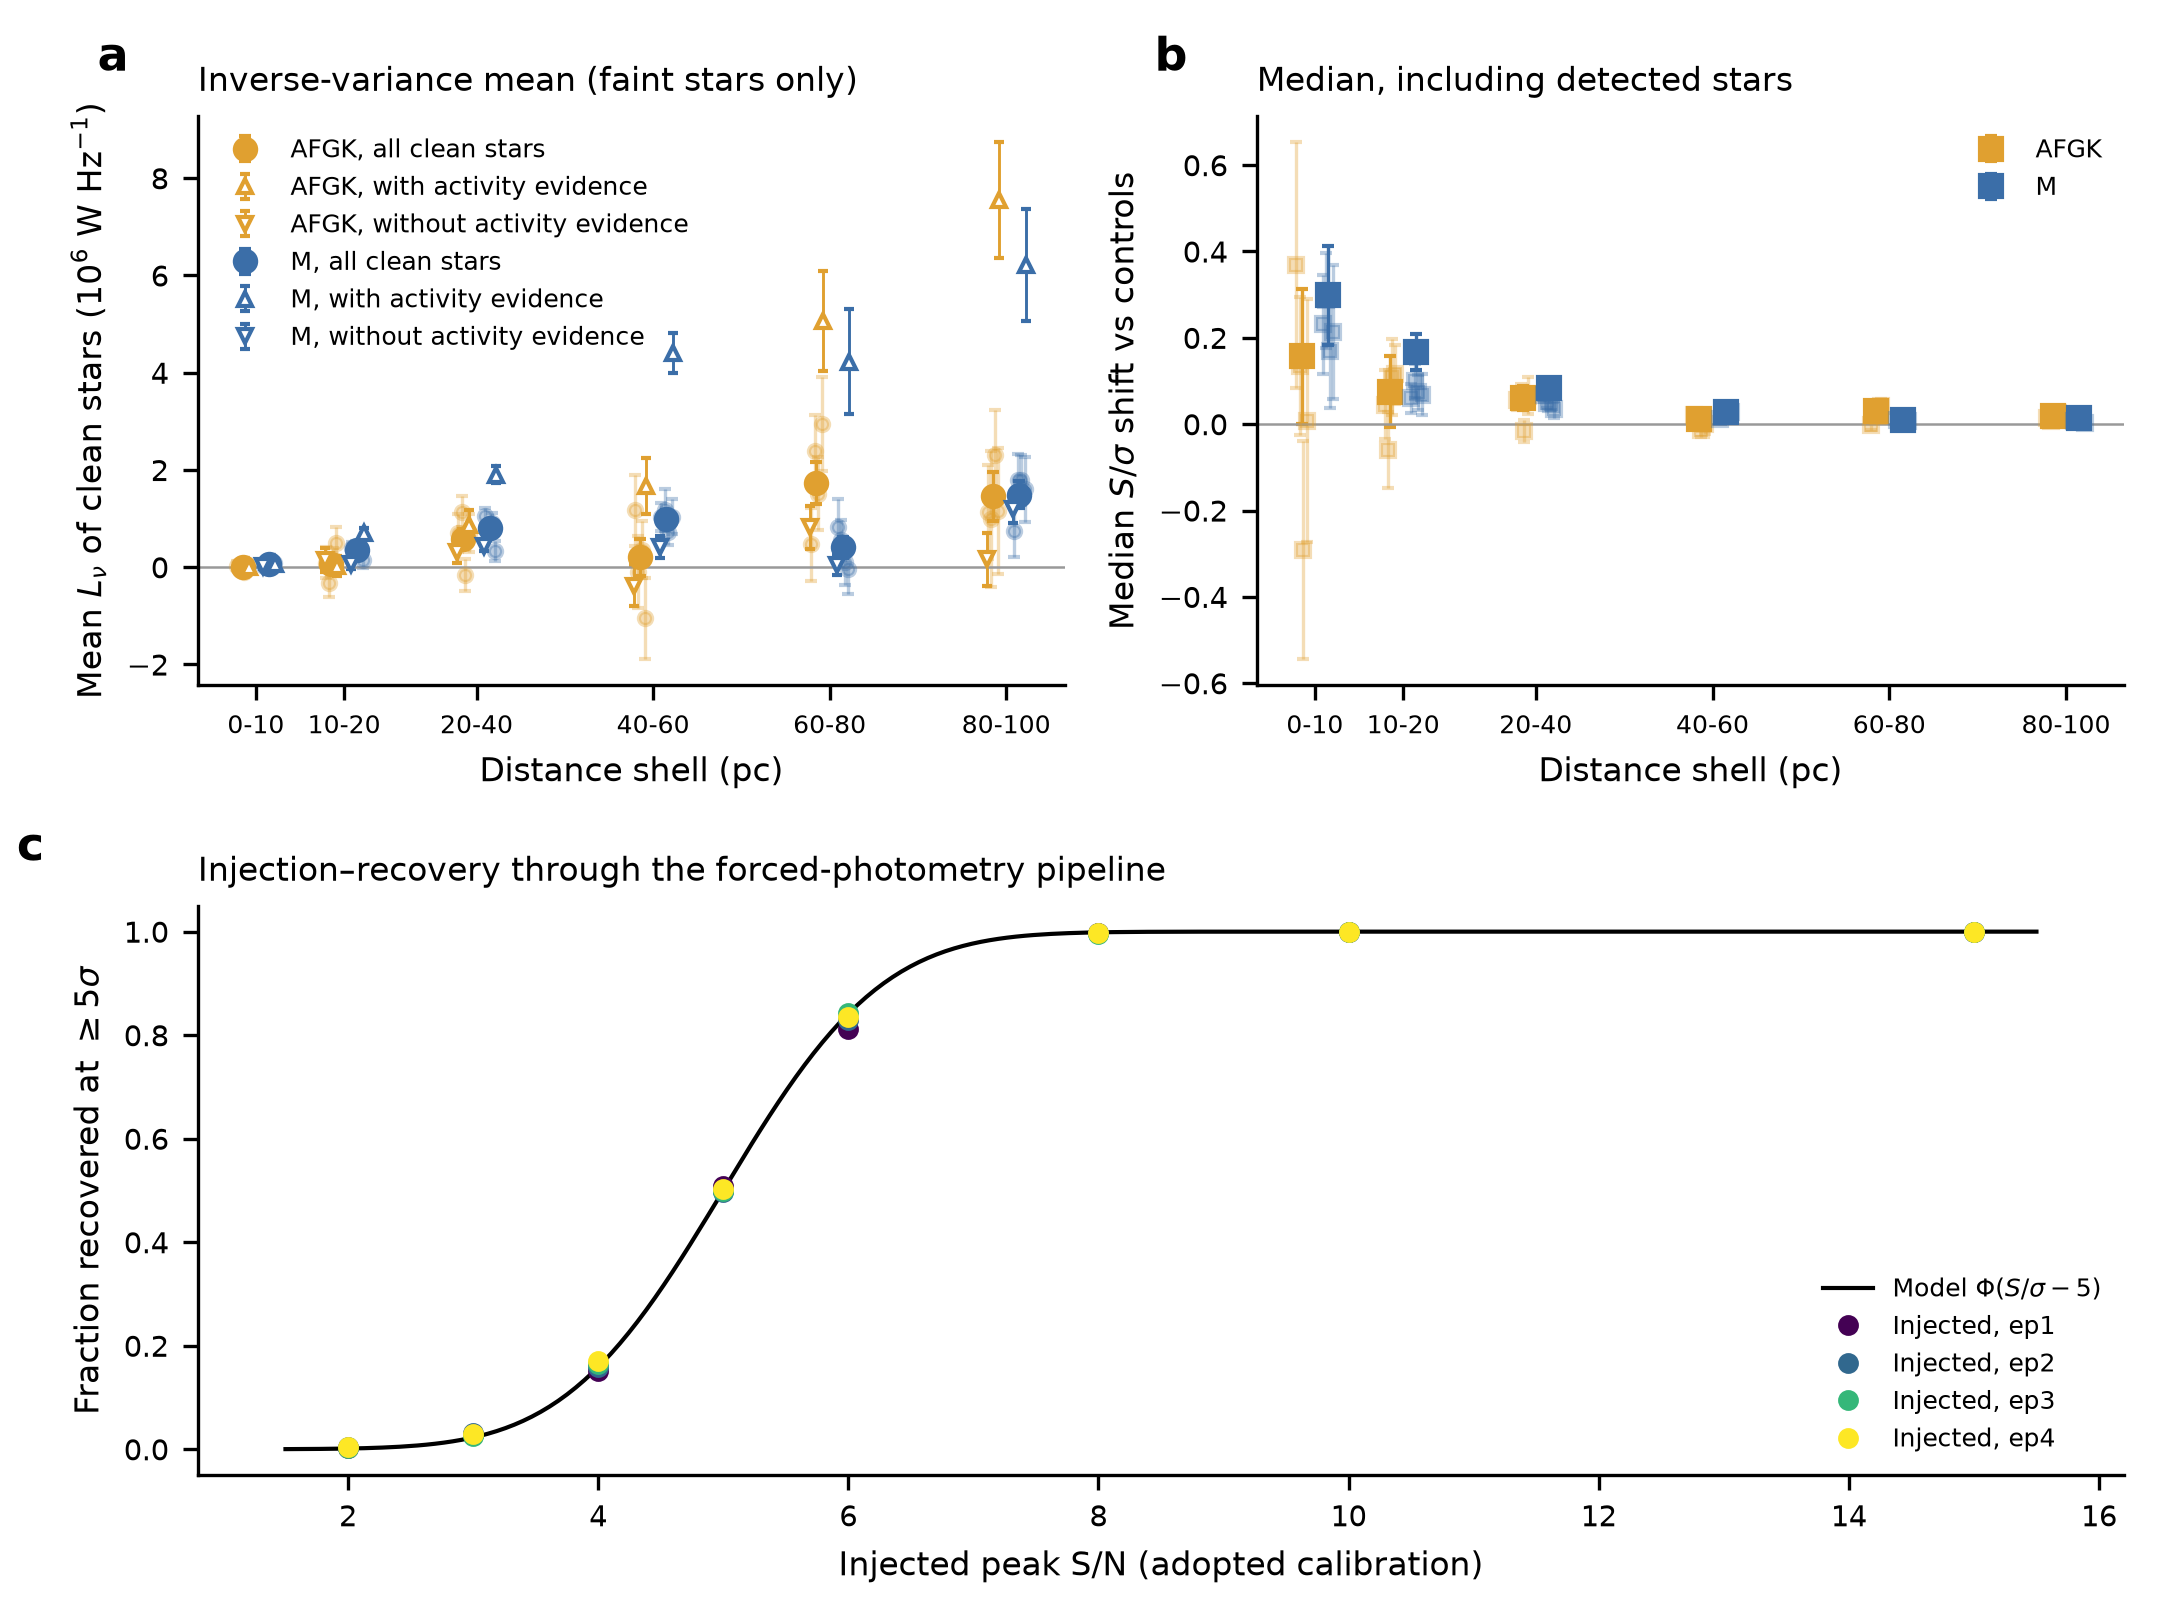 a
Inverse-variance mean (faint stars only)
Mean Lν of clean stars (10⁶ W Hz⁻¹)
8
6
4
2
0
−2
AFGK, all clean stars
AFGK, with activity evidence
AFGK, without activity evidence
M, all clean stars
M, with activity evidence
M, without activity evidence
0-10 10-20 20-40 40-60 60-80 80-100
Distance shell (pc)
b
Median, including detected stars
Median S/σ shift vs controls
0.6
0.4
0.2
0.0
−0.2
−0.4
−0.6
AFGK
M
0-10 10-20 20-40 40-60 60-80 80-100
Distance shell (pc)
c
Injection–recovery through the forced-photometry pipeline
Fraction recovered at ≥ 5σ
1.0
0.8
0.6
0.4
0.2
0.0
Model Φ(S/σ − 5)
Injected, ep1
Injected, ep2
Injected, ep3
Injected, ep4
2 4 6 8 10 12 14 16
Injected peak S/N (adopted calibration)